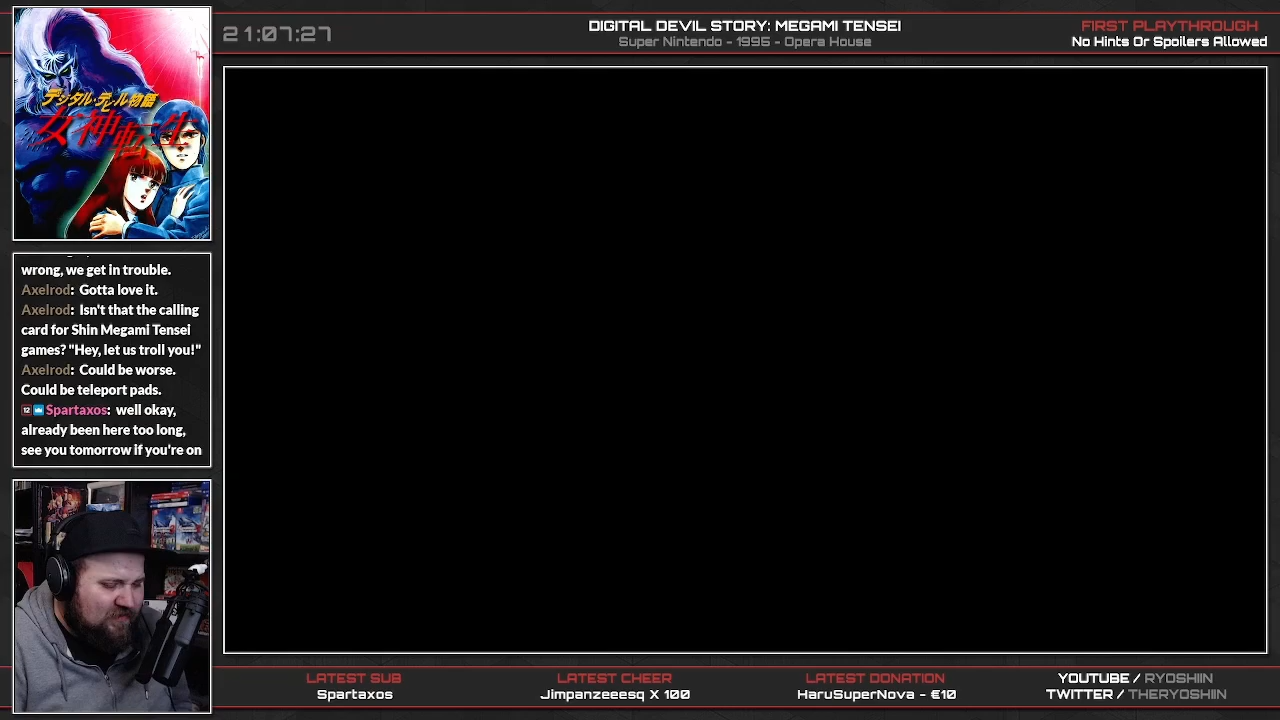 21:07:27
DIGITAL DEVIL STORY: MEGAMI TENSEI
Super Nintendo - 1995 - Opera House
FIRST PLAYTHROUGH
No Hints Or Spoilers Allowed
デジタル・デビル物語
女神転生
wrong, we get in trouble.
Axelrod: Gotta love it.
Axelrod: Isn't that the calling
card for Shin Megami Tensei
games? "Hey, let us troll you!"
Axelrod: Could be worse.
Could be teleport pads.
12 Spartaxos: well okay,
already been here too long,
see you tomorrow if you're on
LATEST SUB
Spartaxos
LATEST CHEER
Jimpanzeeesq X 100
LATEST DONATION
HaruSuperNova - €10
YOUTUBE / RYOSHIIN
TWITTER / THERYOSHIIN